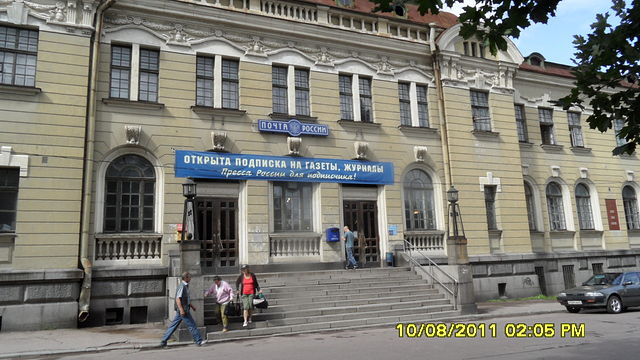 ПОЧТА РОССИИ
ОТКРЫТА ПОДПИСКА НА ГАЗЕТЫ, ЖУРНАЛЫ
Пресса России для подписчика!
10/08/2011 02:05 PM